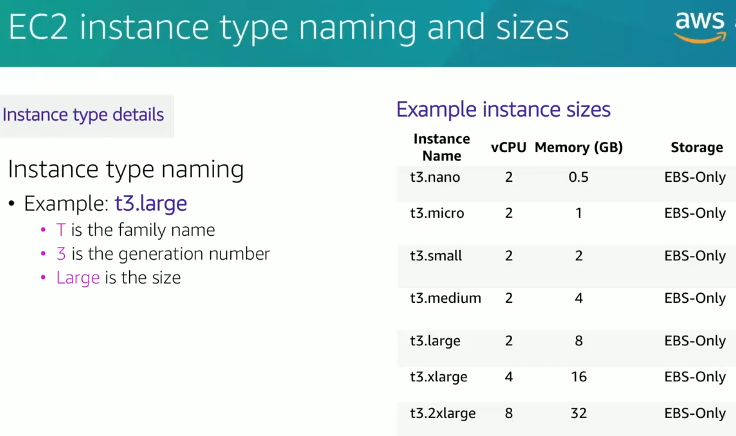 EC2 instance type naming and sizes
aws
Instance type details
Instance type naming
• Example: t3.large
• T is the family name
• 3 is the generation number
• Large is the size
Example instance sizes
Instance Name vCPU Memory (GB) Storage
t3.nano 2 0.5 EBS-Only
t3.micro 2 1 EBS-Only
t3.small 2 2 EBS-Only
t3.medium 2 4 EBS-Only
t3.large 2 8 EBS-Only
t3.xlarge 4 16 EBS-Only
t3.2xlarge 8 32 EBS-Only